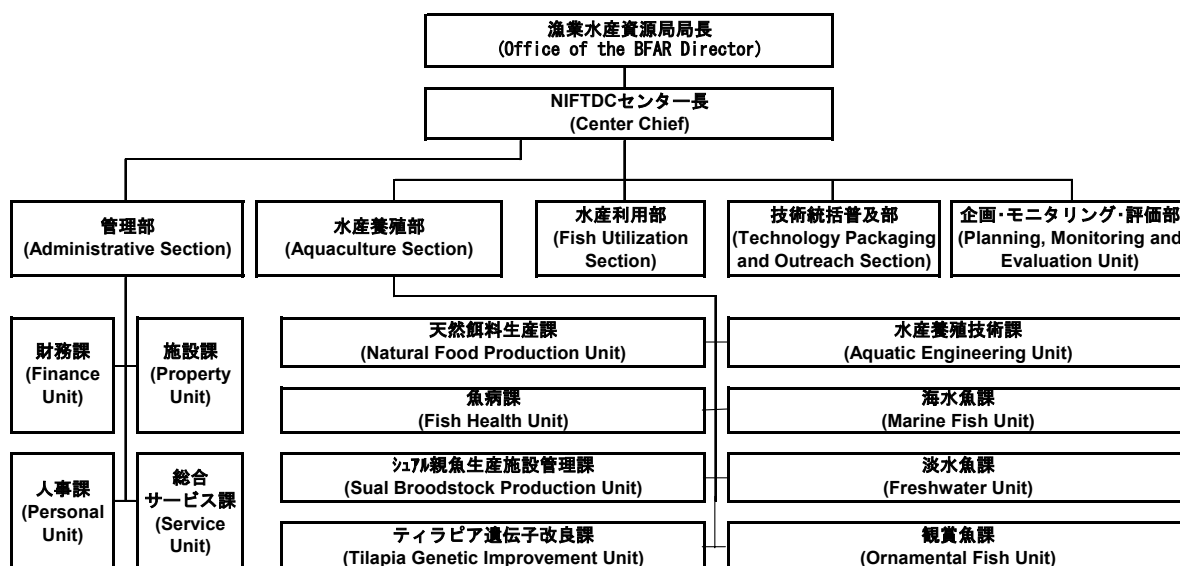 漁業水産資源局局長
(Office of the BFAR Director)
NIFTDCセンター長
(Center Chief)
管理部
(Administrative Section)
水産養殖部
(Aquaculture Section)
水産利用部
(Fish Utilization
Section)
技術統括普及部
(Technology Packaging
and Outreach Section)
企画・モニタリング・評価部
(Planning, Monitoring and
Evaluation Unit)
財務課
(Finance
Unit)
施設課
(Property
Unit)
天然餌料生産課
(Natural Food Production Unit)
水産養殖技術課
(Aquatic Engineering Unit)
魚病課
(Fish Health Unit)
海水魚課
(Marine Fish Unit)
人事課
(Personal
Unit)
総合
サービス課
(Service
Unit)
ｼｭｱﾙ親魚生産施設管理課
(Sual Broodstock Production Unit)
淡水魚課
(Freshwater Unit)
ティラピア遺伝子改良課
(Tilapia Genetic Improvement Unit)
観賞魚課
(Ornamental Fish Unit)